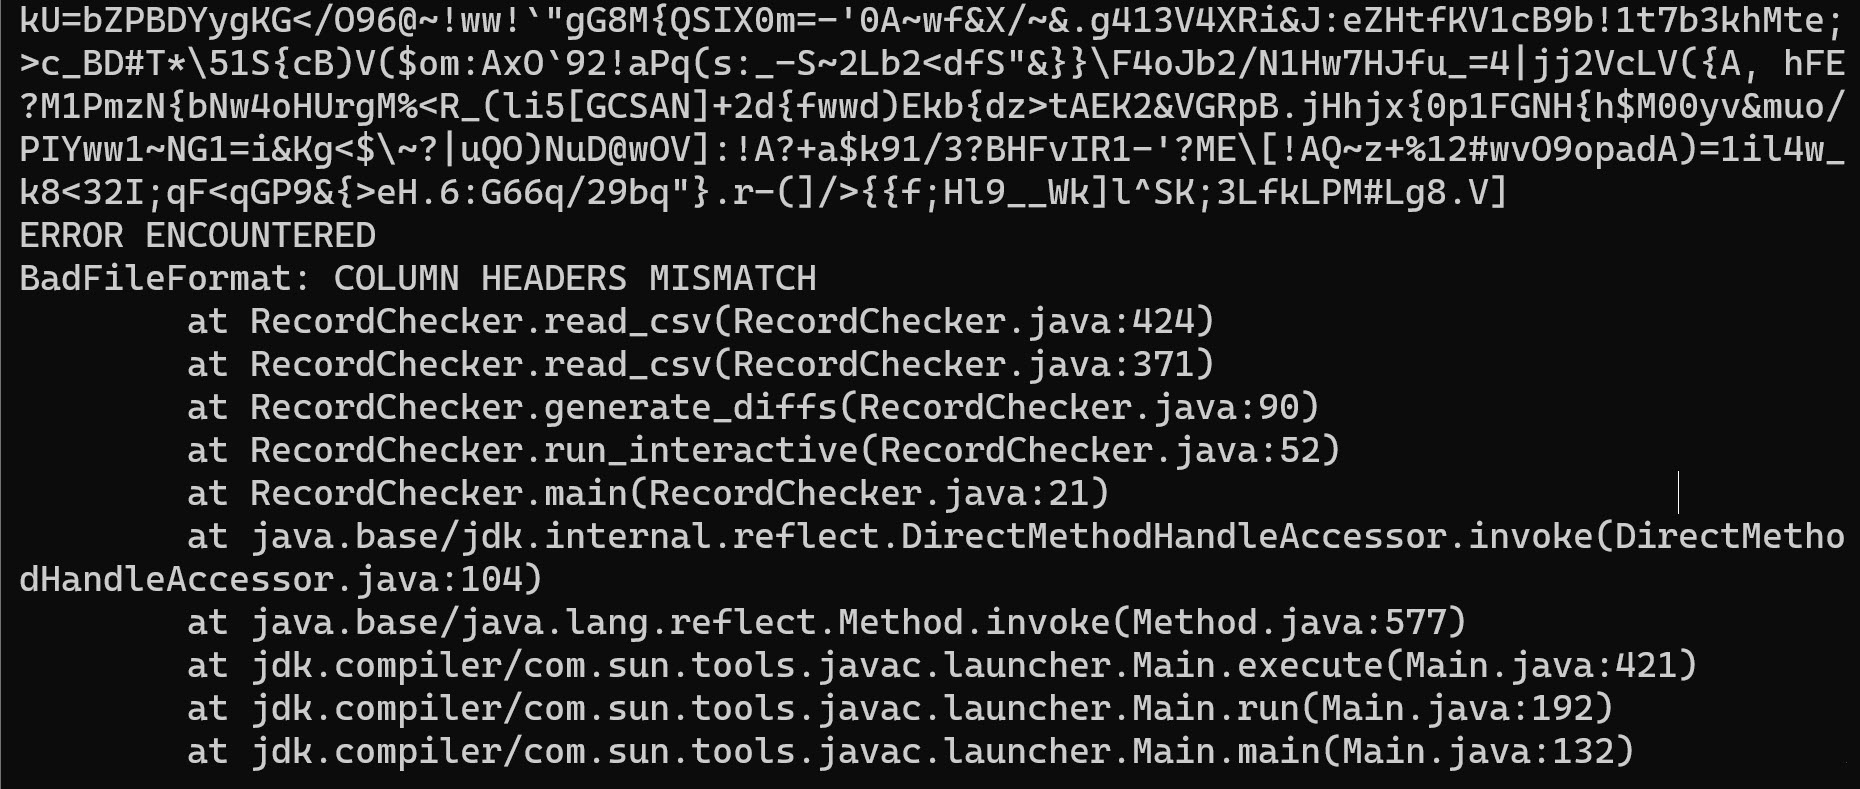 kU=bZPBDYygKG</O96@~!ww!`"gG8M{QSIX0m=-'0A~wf&X/~&.g413V4XRi&J:eZHtfKV1cB9b!1t7b3khMte;
>c_BD#T*\51S{cB)V($om:AxO`92!aPq(s:_-S~2Lb2<dfS"&}}\F4oJb2/N1Hw7HJfu_=4|jj2VcLV({A, hFE
?M1PmzN{bNw4oHUrgM%<R_(li5[GCSAN]+2d{fwwd)Ekb{dz>tAEK2&VGRpB.jHhjx{0p1FGNH{h$M00yv&muo/
PIYww1~NG1=i&Kg<$\~?|uQO)NuD@wOV]:!A?+a$k91/3?BHFvIR1-'?ME\[!AQ~z+%12#wvO9opadA)=1il4w_
k8<32I;qF<qGP9&{>eH.6:G66q/29bq"}.r-(]/>{{f;Hl9__Wk]l^SK;3LfkLPM#Lg8.V]
ERROR ENCOUNTERED
BadFileFormat: COLUMN HEADERS MISMATCH
        at RecordChecker.read_csv(RecordChecker.java:424)
        at RecordChecker.read_csv(RecordChecker.java:371)
        at RecordChecker.generate_diffs(RecordChecker.java:90)
        at RecordChecker.run_interactive(RecordChecker.java:52)
        at RecordChecker.main(RecordChecker.java:21)
        at java.base/jdk.internal.reflect.DirectMethodHandleAccessor.invoke(DirectMetho
dHandleAccessor.java:104)
        at java.base/java.lang.reflect.Method.invoke(Method.java:577)
        at jdk.compiler/com.sun.tools.javac.launcher.Main.execute(Main.java:421)
        at jdk.compiler/com.sun.tools.javac.launcher.Main.run(Main.java:192)
        at jdk.compiler/com.sun.tools.javac.launcher.Main.main(Main.java:132)